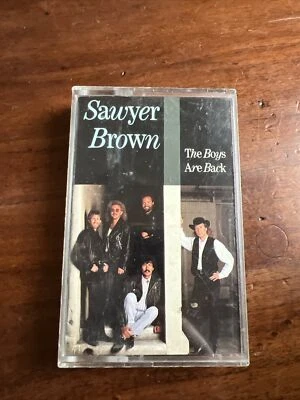 Sawyer
Brown
The Boys
Are Back